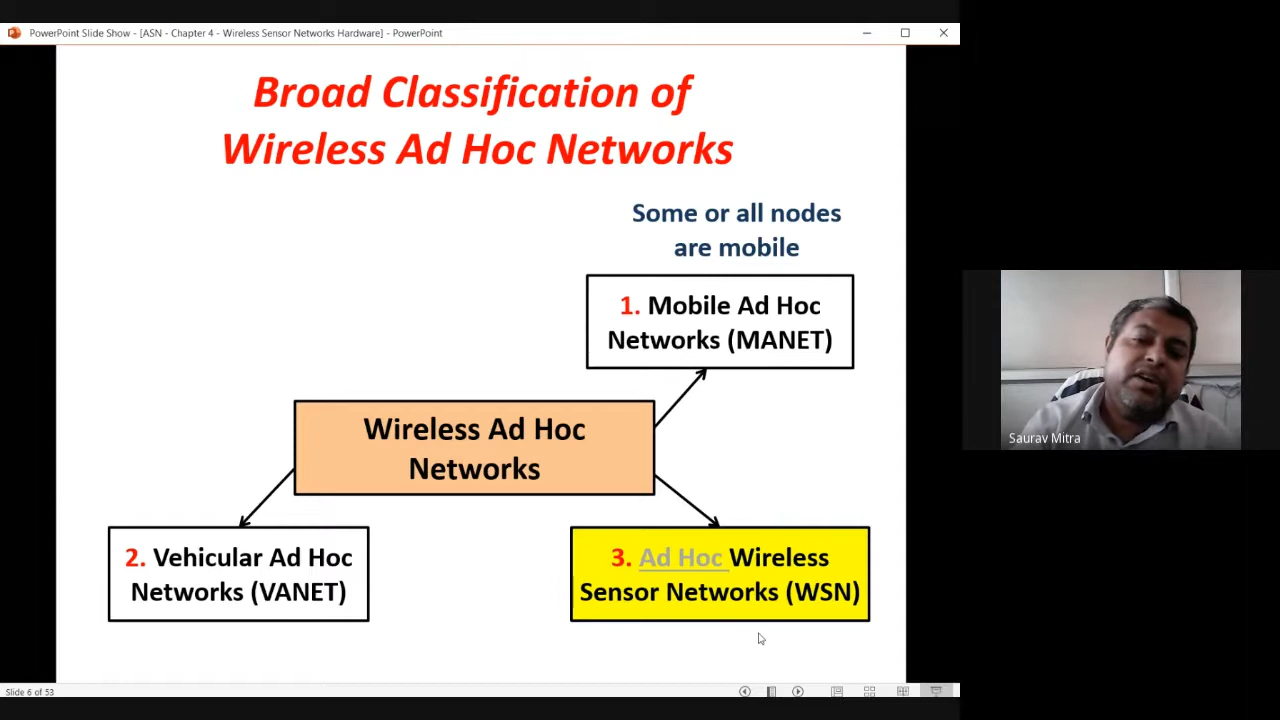 PowerPoint Slide Show - [ASN - Chapter 4 - Wireless Sensor Networks Hardware] - PowerPoint
Broad Classification of
Wireless Ad Hoc Networks
Some or all nodes
are mobile
1. Mobile Ad Hoc
Networks (MANET)
Wireless Ad Hoc
Networks
2. Vehicular Ad Hoc
Networks (VANET)
3. Ad Hoc Wireless
Sensor Networks (WSN)
Saurav Mitra
Slide 6 of 53